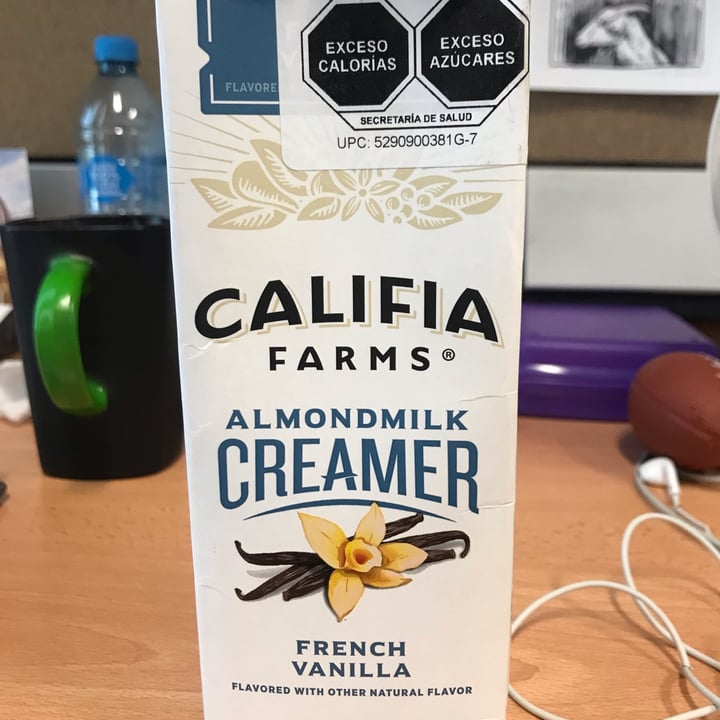 FLAVORE
EXCESO
CALORÍAS
EXCESO
AZÚCARES
SECRETARÍA DE SALUD
UPC: 5290900381G-7
CALIFIA
FARMS®
ALMONDMILK
CREAMER
FRENCH
VANILLA
FLAVORED WITH OTHER NATURAL FLAVOR